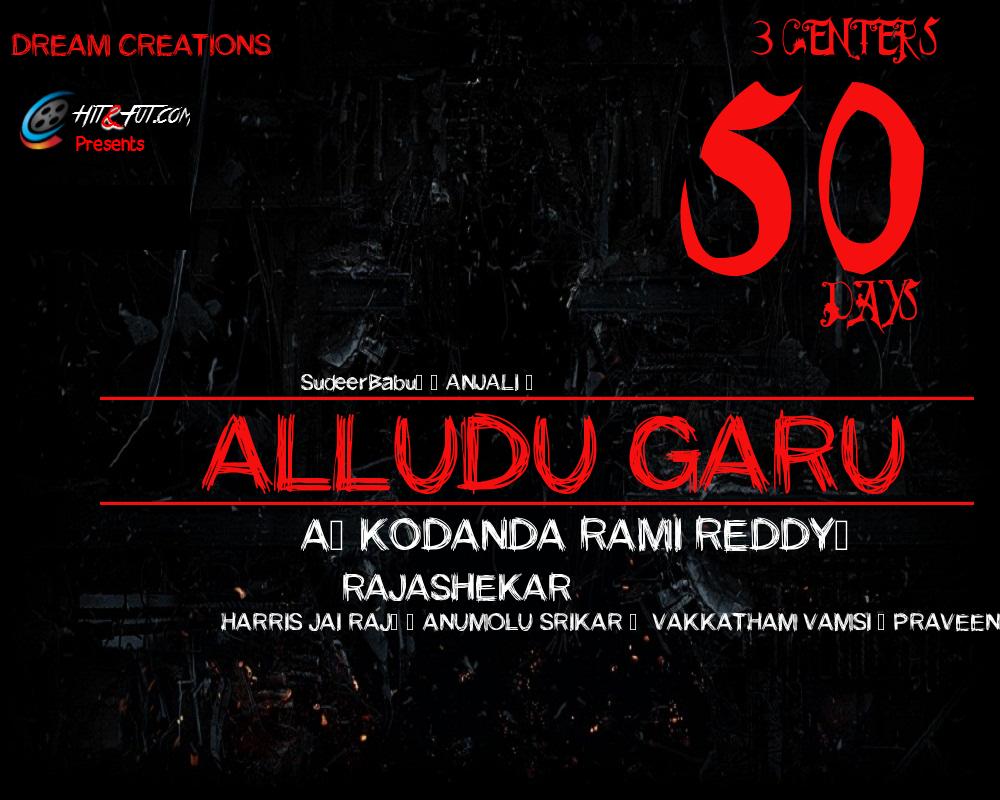 DREAM CREATIONS
3 CENTERS
HIT&FUT.COM
Presents
50
DAYS
SudeerBabu□ □ ANJALI □
ALLUDU GARU
A□ KODANDA RAMI REDDY□
RAJASHEKAR
HARRIS JAI RAJ□ □ ANUMOLU SRIKAR □ VAKKATHAM VAMSI □ PRAVEEN